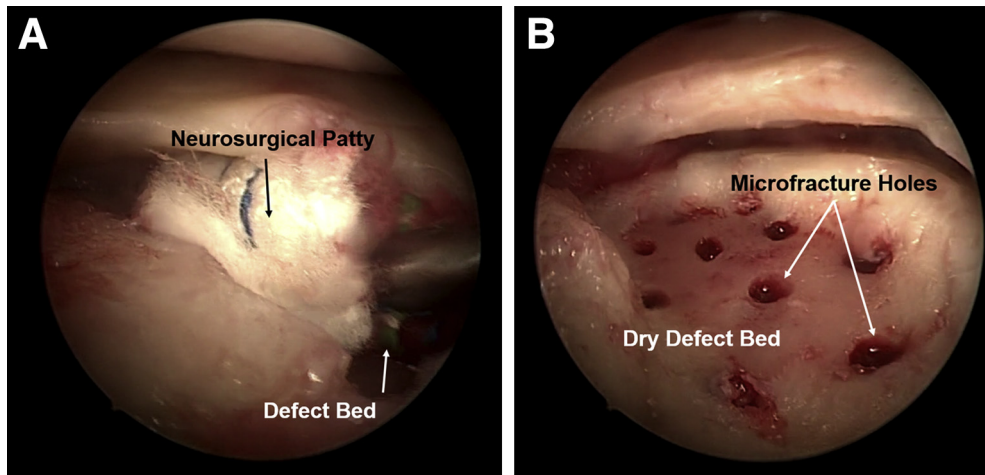 A
Neurosurgical Patty
Defect Bed
B
Microfracture Holes
Dry Defect Bed